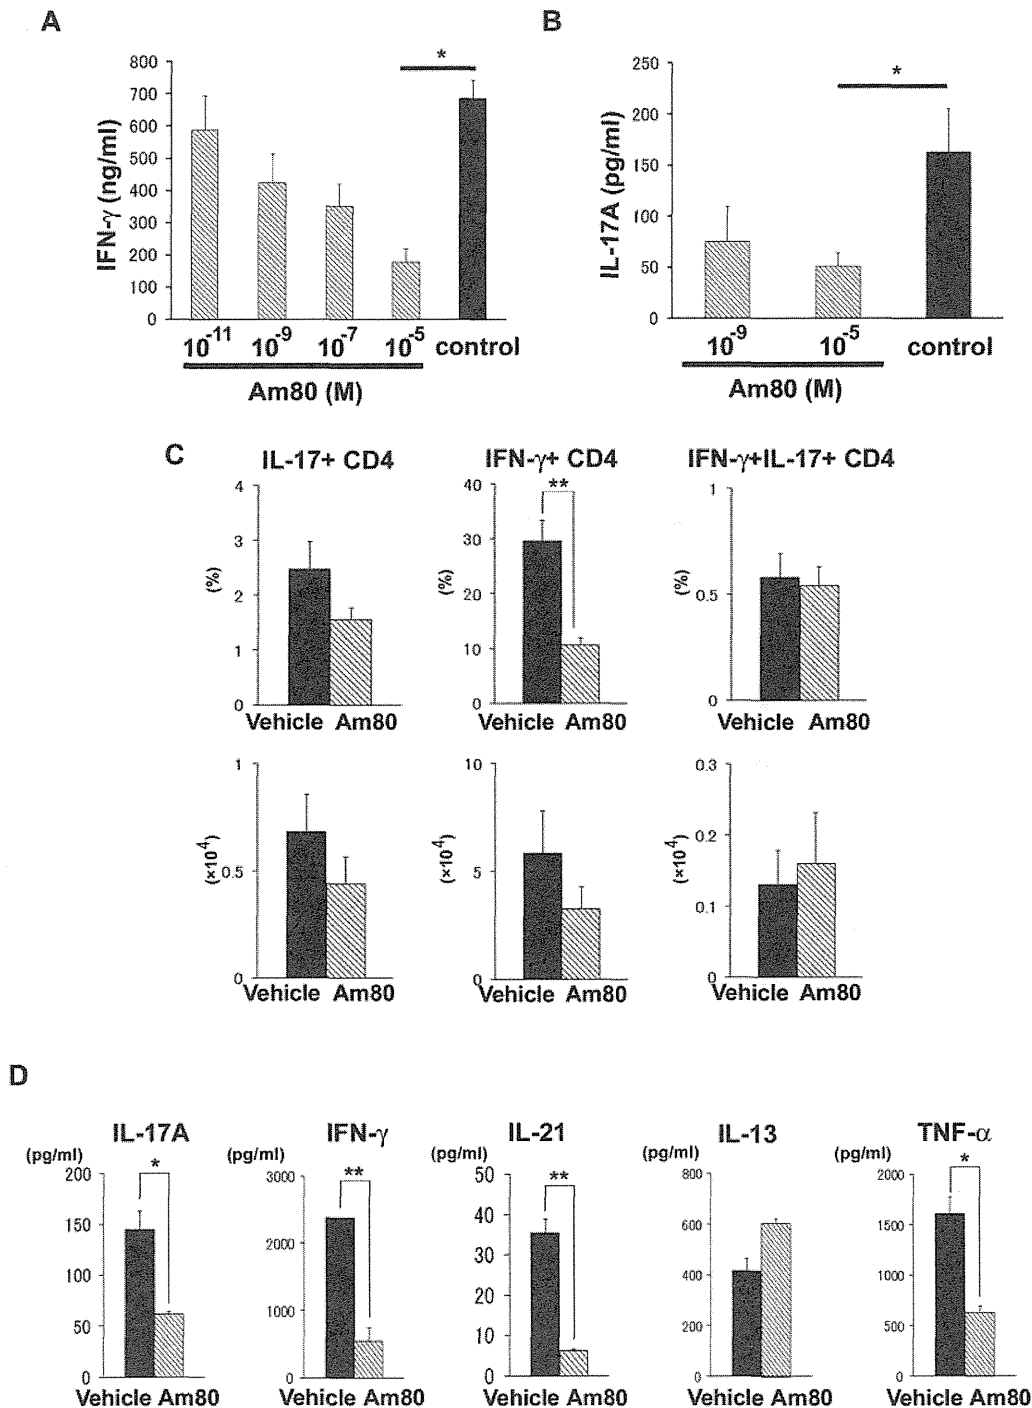 A
B
*
*
IFN-γ (ng/ml)
800
700
600
500
400
300
200
100
0
10-11 10-9 10-7 10-5 control
Am80 (M)
IL-17A (pg/ml)
250
200
150
100
50
0
10-9 10-5 control
Am80 (M)
C
IL-17+ CD4
(%)
4
3
2
1
0
Vehicle Am80
IFN-γ+ CD4
**
(%)
40
30
20
10
0
Vehicle Am80
IFN-γ+IL-17+ CD4
(%)
1
0.5
0
Vehicle Am80
(×10⁴)
1
0.5
0
Vehicle Am80
(×10⁴)
10
5
0
Vehicle Am80
(×10⁴)
0.3
0.2
0.1
0
Vehicle Am80
D
IL-17A
(pg/ml)
*
200
150
100
50
0
Vehicle Am80
IFN-γ
(pg/ml)
**
3000
2000
1000
0
Vehicle Am80
IL-21
(pg/ml)
**
50
40
30
20
10
0
Vehicle Am80
IL-13
(pg/ml)
800
600
400
200
0
Vehicle Am80
TNF-α
(pg/ml)
*
2000
1500
1000
500
0
Vehicle Am80